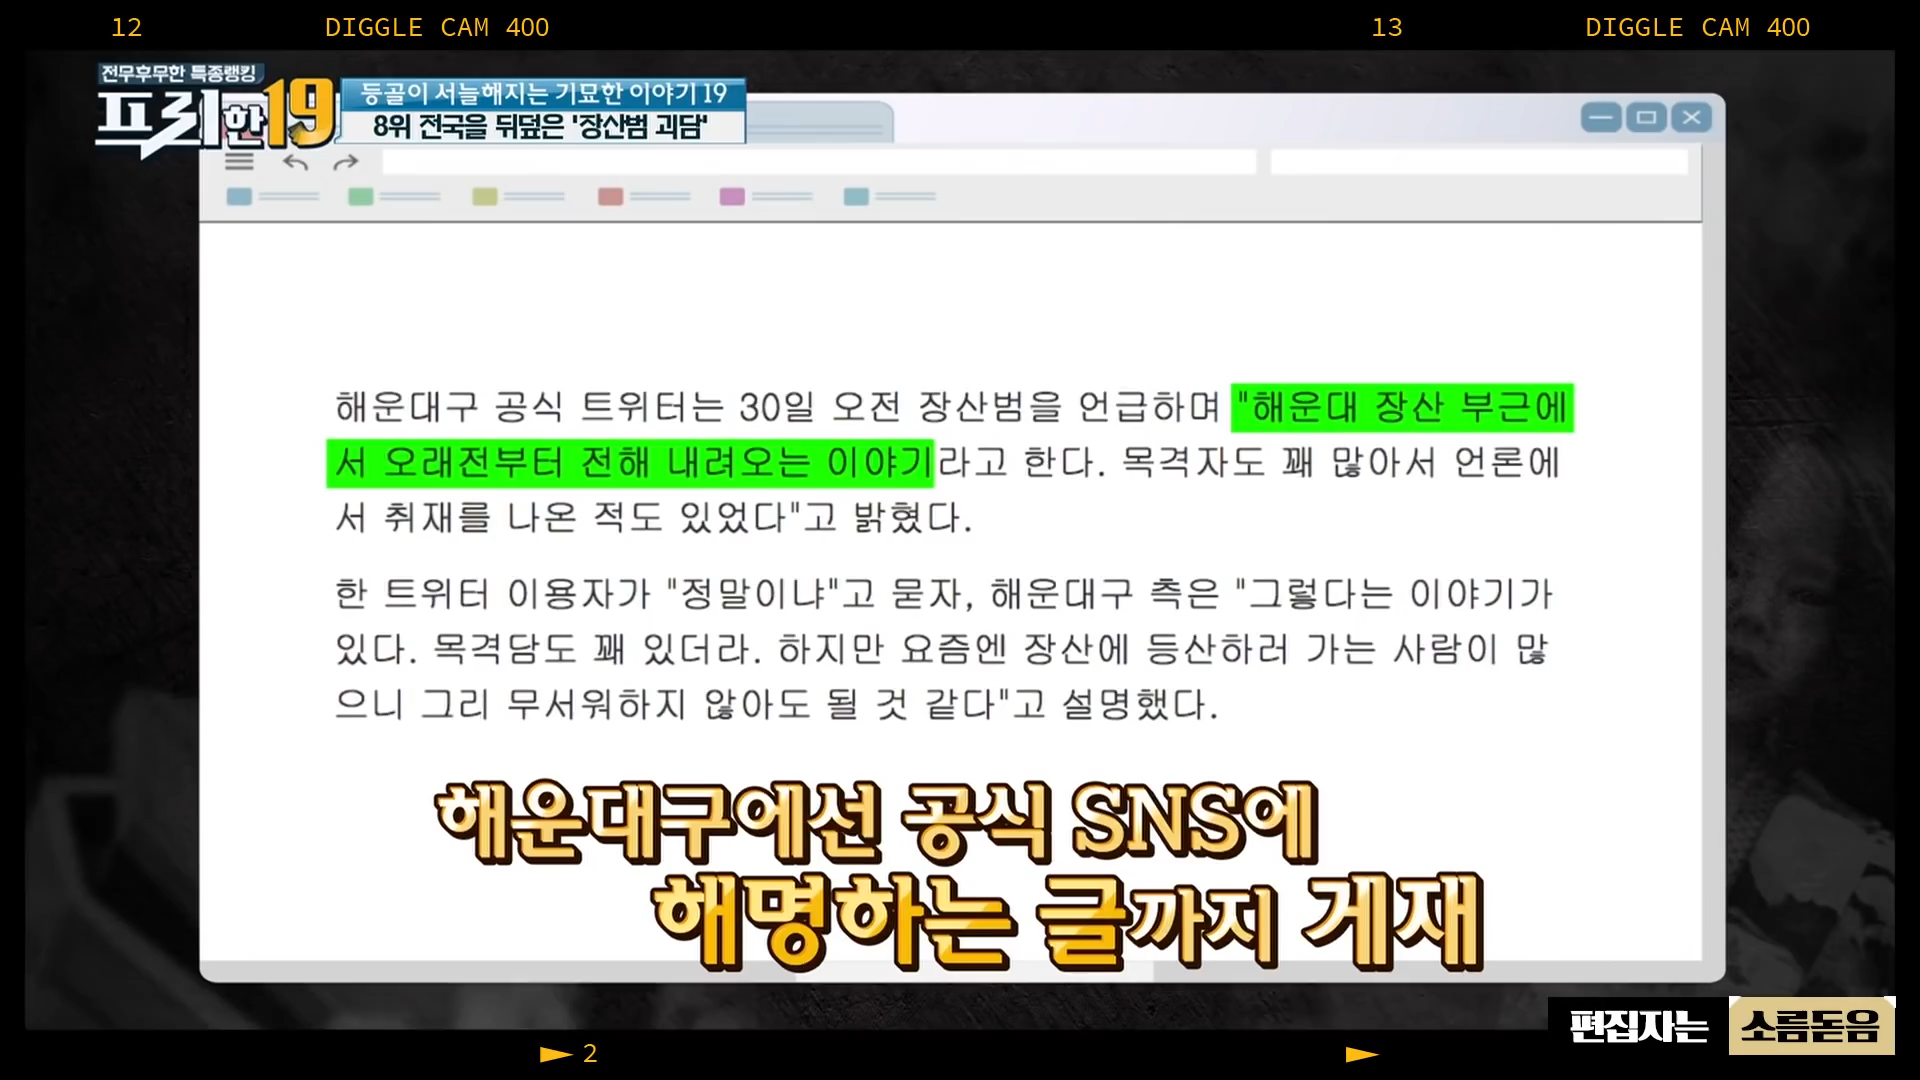 12 DIGGLE CAM 400 13 DIGGLE CAM 400
전무후무한 특종랭킹
프리한19
등골이 서늘해지는 기묘한 이야기 19
8위 전국을 뒤덮은 '장산범 괴담'
해운대구 공식 트위터는 30일 오전 장산범을 언급하며 "해운대 장산 부근에
서 오래전부터 전해 내려오는 이야기라고 한다. 목격자도 꽤 많아서 언론에
서 취재를 나온 적도 있었다"고 밝혔다.
한 트위터 이용자가 "정말이냐"고 묻자, 해운대구 측은 "그렇다는 이야기가
있다. 목격담도 꽤 있더라. 하지만 요즘엔 장산에 등산하러 가는 사람이 많
으니 그리 무서워하지 않아도 될 것 같다"고 설명했다.
해운대구에선 공식 SNS에
해명하는 글까지 게재
편집자는 소름돋음
2